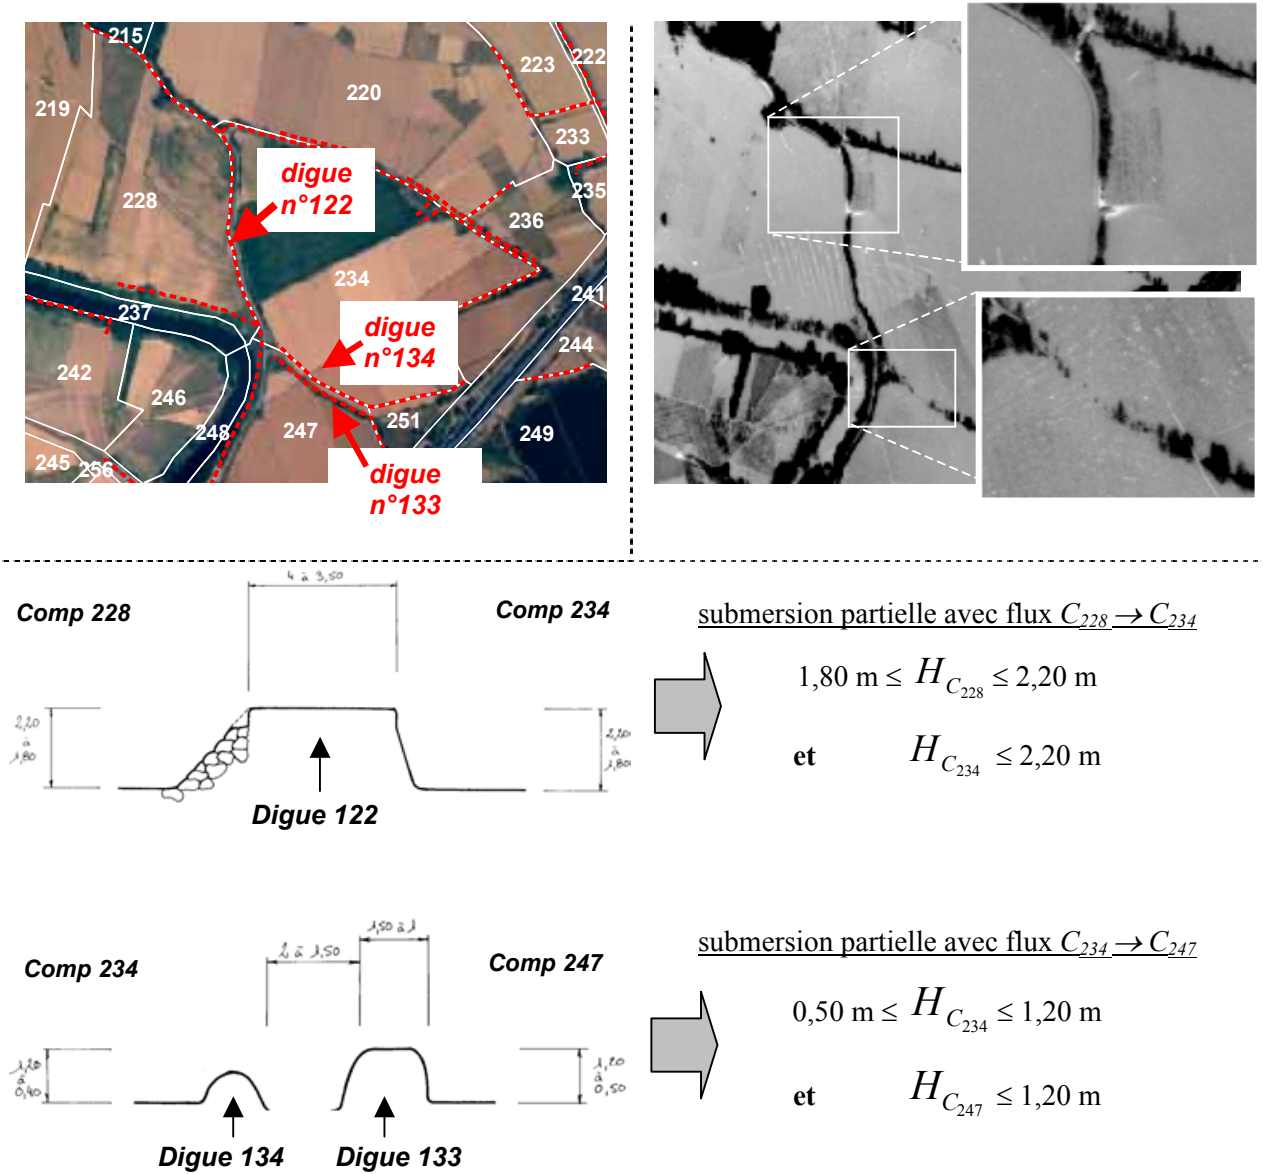 215
223
222
219
220
233
digue
n°122
235
228
236
234
241
237
digue
n°134
244
242
246
248
247
251
249
245
256
digue
n°133
4 à 3,50
Comp 228
Comp 234
2,20
à
1,80
2,20
à
1,80
Digue 122
submersion partielle avec flux C228 → C234
1,80 m ≤ HC228 ≤ 2,20 m
et HC234 ≤ 2,20 m
1,50 à 1
2 à 1,50
Comp 234
Comp 247
1,20
à
0,40
1,20
à
0,50
Digue 134
Digue 133
submersion partielle avec flux C234 → C247
0,50 m ≤ HC234 ≤ 1,20 m
et HC247 ≤ 1,20 m